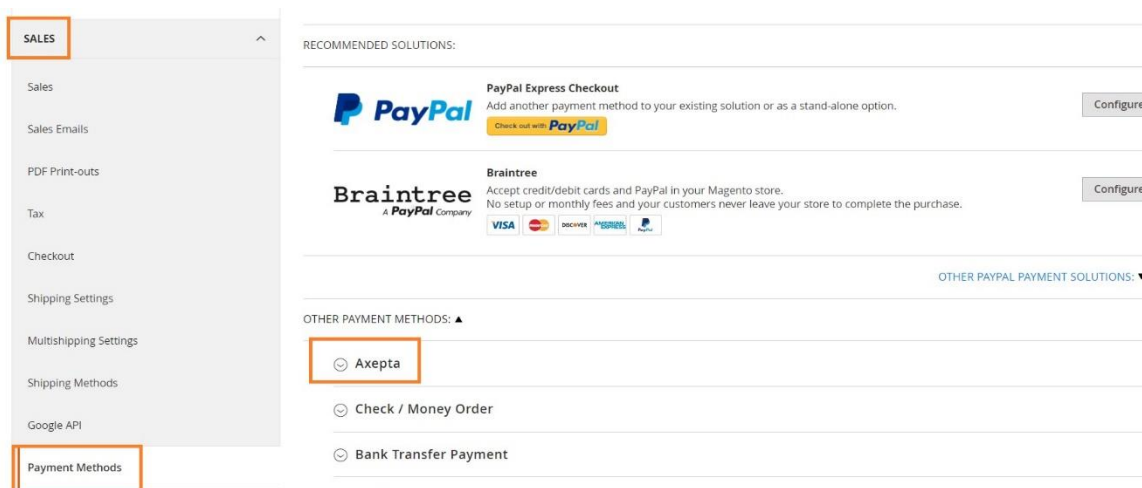 SALES
Sales
Sales Emails
PDF Print-outs
Tax
Checkout
Shipping Settings
Multishipping Settings
Shipping Methods
Google API
Payment Methods
RECOMMENDED SOLUTIONS:
PayPal
PayPal Express Checkout
Add another payment method to your existing solution or as a stand-alone option.
Check out with PayPal
Configure
Braintree
A PayPal Company
Braintree
Accept credit/debit cards and PayPal in your Magento store.
No setup or monthly fees and your customers never leave your store to complete the purchase.
VISA
DISCOVER
AMERICAN EXPRESS
PayPal
Configure
OTHER PAYPAL PAYMENT SOLUTIONS:
OTHER PAYMENT METHODS:
Axepta
Check / Money Order
Bank Transfer Payment